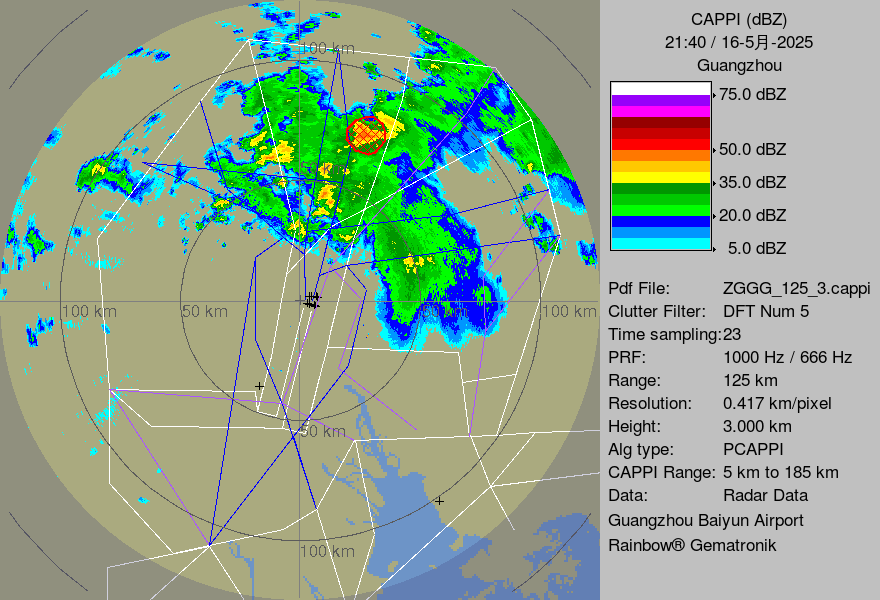 CAPPI (dBZ)
21:40 / 16-5月-2025
Guangzhou
75.0 dBZ
50.0 dBZ
35.0 dBZ
20.0 dBZ
5.0 dBZ
Pdf File: ZGGG_125_3.cappi
Clutter Filter: DFT Num 5
Time sampling:23
PRF: 1000 Hz / 666 Hz
Range: 125 km
Resolution: 0.417 km/pixel
Height: 3.000 km
Alg type: PCAPPI
CAPPI Range: 5 km to 185 km
Data: Radar Data
Guangzhou Baiyun Airport
Rainbow® Gematronik
100 km
100 km
50 km
50 km
100 km
50 km
100 km